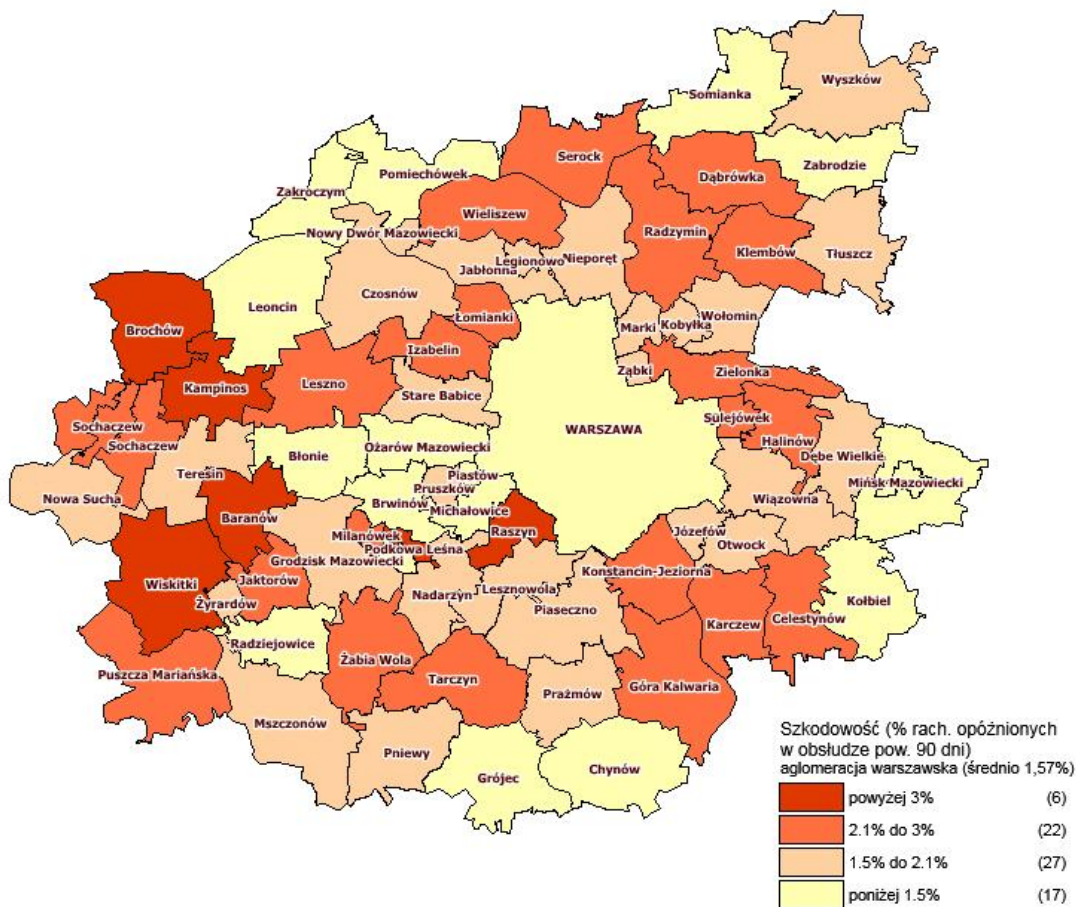 Wyszków
Somianka
Zabrodzie
Serock
Dąbrówka
Pomiechówek
Zakroczym
Wieliszew
Nowy Dwór Mazowiecki
Radzymin
Klembów
Tłuszcz
Legionowo
Nieporęt
Jabłonna
Czosnów
Leoncin
Łomianki
Wołomin
Marki
Kobyłka
Brochów
Izabelin
Ząbki
Zielonka
Kampinos
Leszno
Stare Babice
Sulejówek
Sochaczew
WARSZAWA
Halinów
Sochaczew
Ożarów Mazowiecki
Błonie
Dębe Wielkie
Teresin
Piastów
Mińsk Mazowiecki
Pruszków
Nowa Sucha
Wiązowna
Brwinów
Michałowice
Baranów
Raszyn
Józefów
Milanówek
Otwock
Podkowa Leśna
Grodzisk Mazowiecki
Konstancin-Jeziorna
Wiskitki
Jaktorów
Lesznowola
Nadarzyn
Żyrardów
Piaseczno
Kołbiel
Karczew
Celestynów
Radziejowice
Żabia Wola
Puszcza Mariańska
Tarczyn
Góra Kalwaria
Prażmów
Mszczonów
Pniewy
Chynów
Grójec
Szkodowość (% rach. opóżnionych
w obsłudze pow. 90 dni)
aglomeracja warszawska (średnio 1,57%)
powyżej 3% (6)
2.1% do 3% (22)
1.5% do 2.1% (27)
poniżej 1.5% (17)